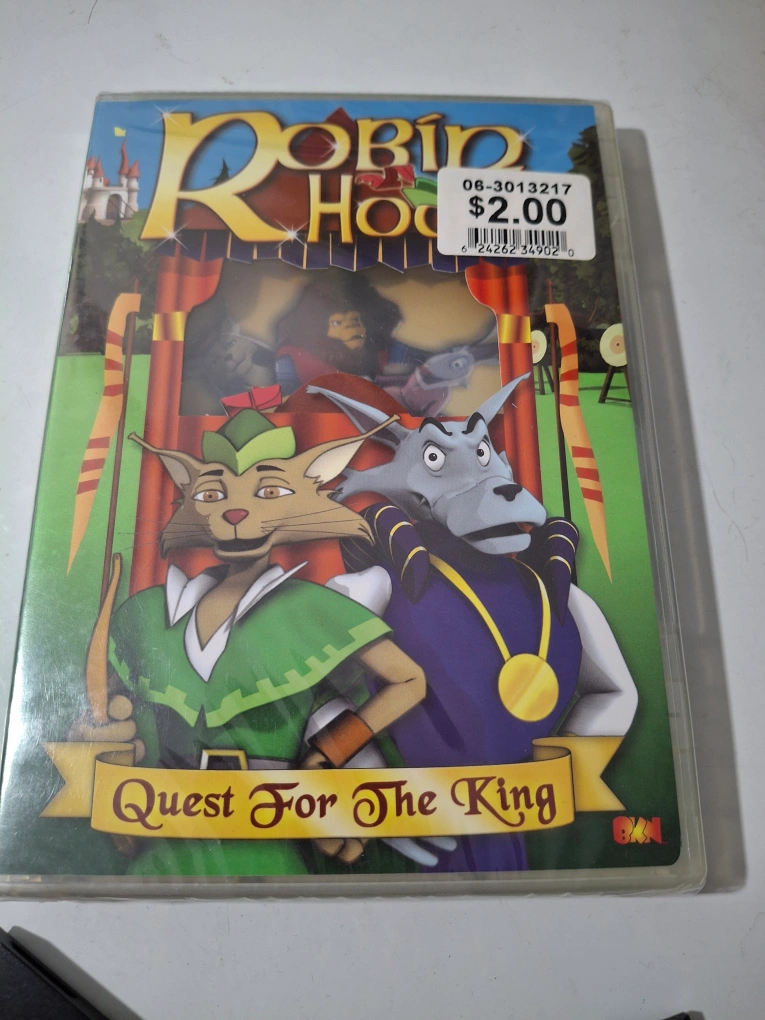 Robin
Hoo
06-3013217
$2.00
6 24262 34902 0
Quest For The King
BKN